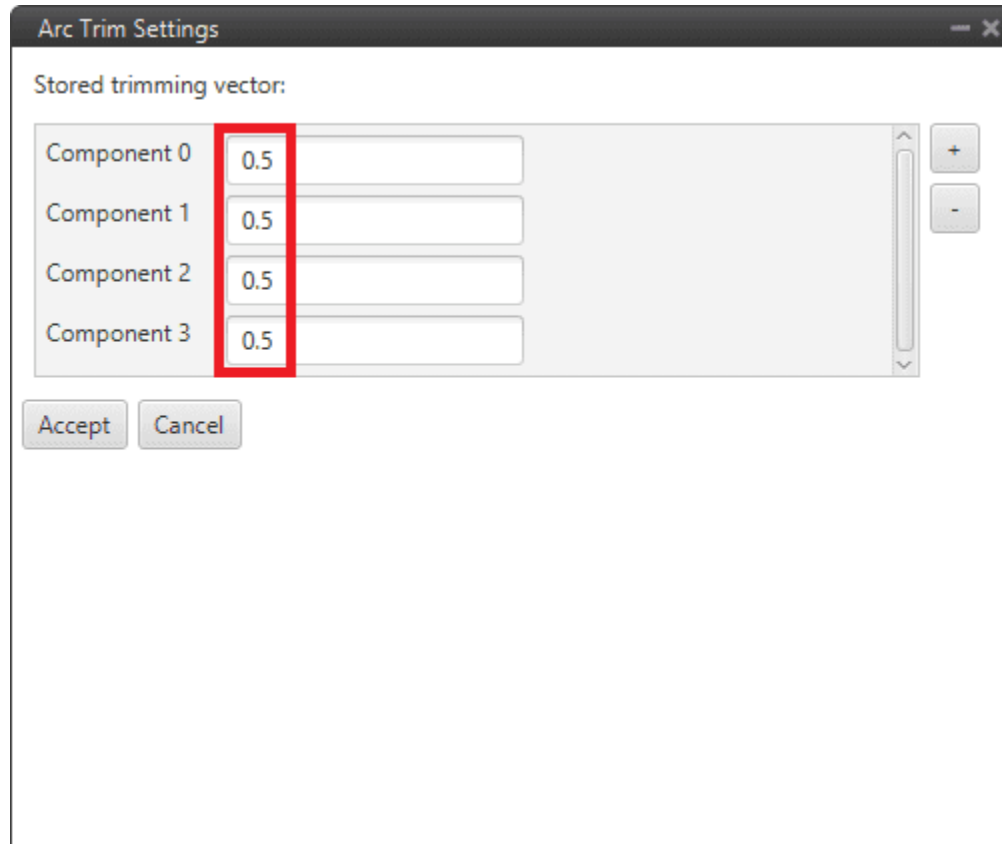 Arc Trim Settings
Stored trimming vector:
Component 0 0.5
+
Component 1 0.5
-
Component 2 0.5
Component 3 0.5
Accept Cancel